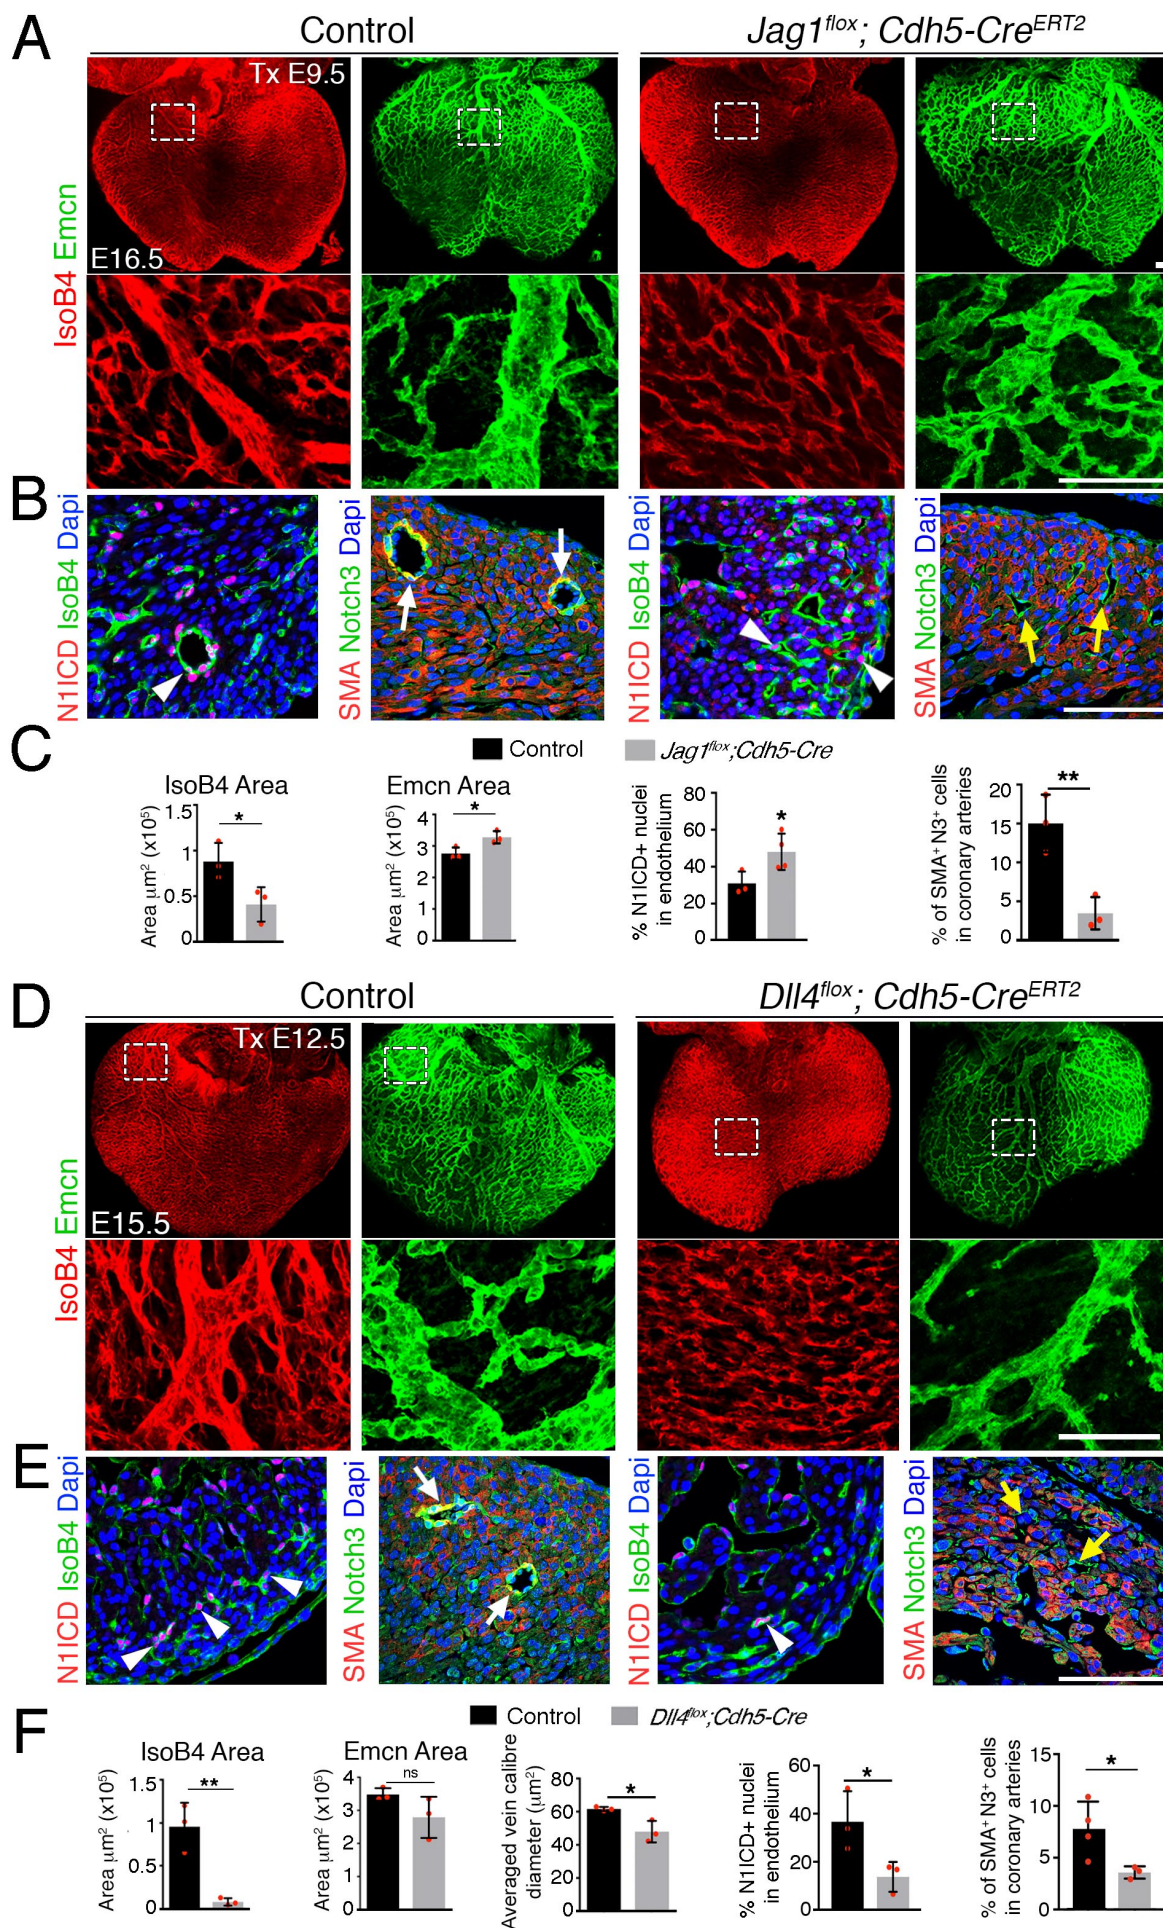 A
Control
Jag1flox; Cdh5-CreERT2
Tx E9.5
E16.5
IsoB4 Emcn
B
N1ICD IsoB4 Dapi
SMA Notch3 Dapi
N1ICD IsoB4 Dapi
SMA Notch3 Dapi
C
Control
Jag1flox;Cdh5-Cre
IsoB4 Area
Area μm2 (x105)
1.5
1
0.5
0
*
Emcn Area
Area μm2 (x105)
4
3
2
1
0
*
% N1ICD+ nuclei
in endothelium
80
60
40
20
0
*
% of SMA+ N3+ cells
in coronary arteries
20
15
10
5
0
**
D
Control
Dll4flox; Cdh5-CreERT2
Tx E12.5
E15.5
IsoB4 Emcn
E
N1ICD IsoB4 Dapi
SMA Notch3 Dapi
N1ICD IsoB4 Dapi
SMA Notch3 Dapi
F
Control
Dll4flox;Cdh5-Cre
IsoB4 Area
Area μm2 (x105)
1.5
1
0.5
0
**
Emcn Area
Area μm2 (x105)
4
3
2
1
0
ns
Averaged vein calibre
diameter (μm2)
80
60
40
20
0
*
% N1ICD+ nuclei
in endothelium
60
40
20
0
*
% of SMA+ N3+ cells
in coronary arteries
15
10
5
0
*